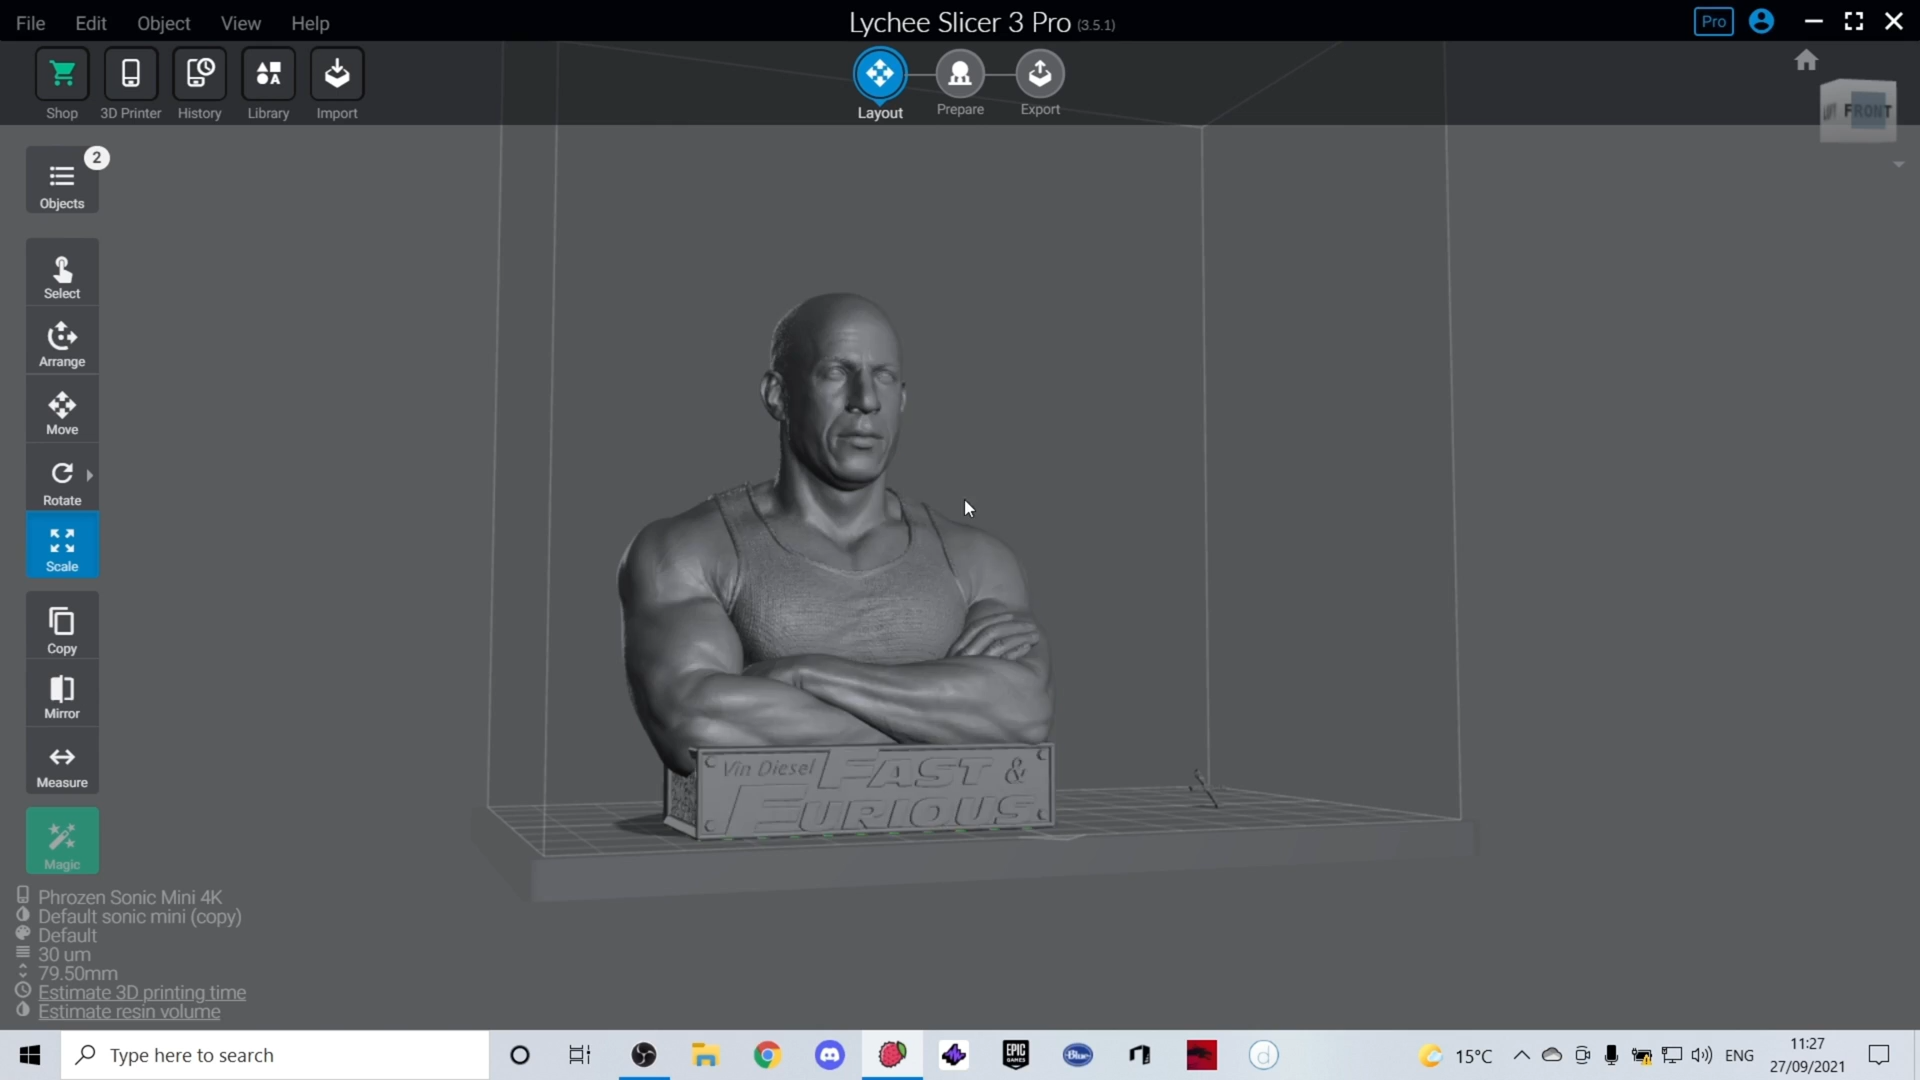 File Edit Object View Help
Lychee Slicer 3 Pro (3.5.1)
Pro
Shop 3D Printer History Library Import
Layout Prepare Export
FRONT
2
Objects
Select
Arrange
Move
Rotate
Scale
Copy
Mirror
Measure
Magic
Vin Diesel FAST &
FURIOUS
Phrozen Sonic Mini 4K
Default sonic mini (copy)
Default
30 um
79.50mm
Estimate 3D printing time
Estimate resin volume
Type here to search
EPIC
GAMES
Blue
15°C
ENG
11:27
27/09/2021